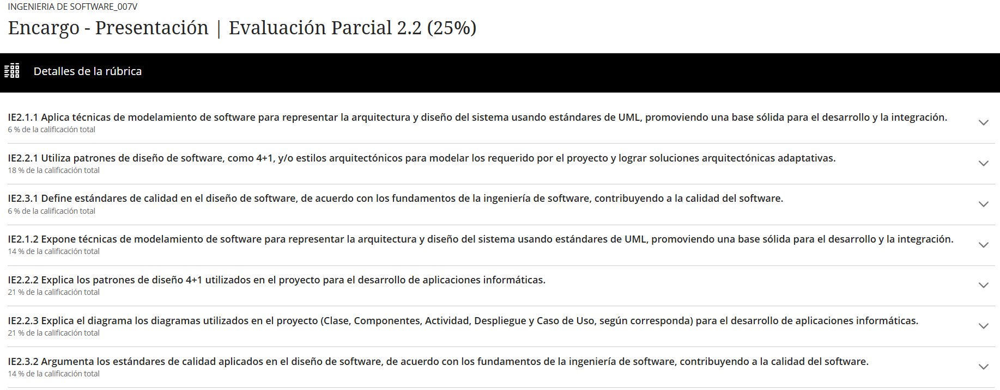 INGENIERIA DE SOFTWARE_007V
Encargo - Presentación | Evaluación Parcial 2.2 (25%)
Detalles de la rúbrica
IE2.1.1 Aplica técnicas de modelamiento de software para representar la arquitectura y diseño del sistema usando estándares de UML, promoviendo una base sólida para el desarrollo y la integración.
6 % de la calificación total
IE2.2.1 Utiliza patrones de diseño de software, como 4+1, y/o estilos arquitectónicos para modelar los requerido por el proyecto y lograr soluciones arquitectónicas adaptativas.
18 % de la calificación total
IE2.3.1 Define estándares de calidad en el diseño de software, de acuerdo con los fundamentos de la ingeniería de software, contribuyendo a la calidad del software.
6 % de la calificación total
IE2.1.2 Expone técnicas de modelamiento de software para representar la arquitectura y diseño del sistema usando estándares de UML, promoviendo una base sólida para el desarrollo y la integración.
14 % de la calificación total
IE2.2.2 Explica los patrones de diseño 4+1 utilizados en el proyecto para el desarrollo de aplicaciones informáticas.
21 % de la calificación total
IE2.2.3 Explica el diagrama los diagramas utilizados en el proyecto (Clase, Componentes, Actividad, Despliegue y Caso de Uso, según corresponda) para el desarrollo de aplicaciones informáticas.
21 % de la calificación total
IE2.3.2 Argumenta los estándares de calidad aplicados en el diseño de software, de acuerdo con los fundamentos de la ingeniería de software, contribuyendo a la calidad del software.
14 % de la calificación total